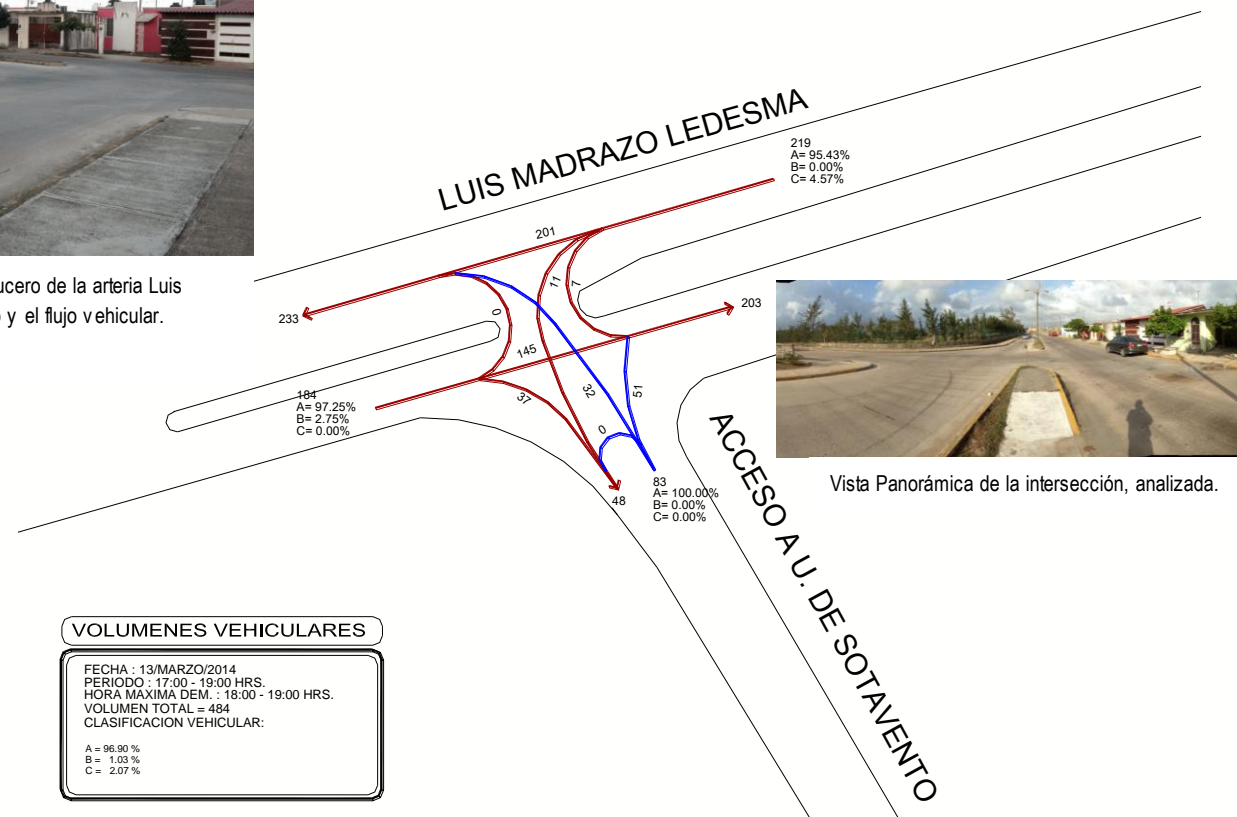 LUIS MADRAZO LEDESMA
219
A= 95.43%
B= 0.00%
C= 4.57%
201
11
7
0
233
203
145
184
A= 97.25%
B= 2.75%
C= 0.00%
37
32
51
0
48
83
A= 100.00%
B= 0.00%
C= 0.00%
ACCESO A U. DE SOTAVENTO
ucero de la arteria Luis
o y el flujo vehicular.
Vista Panorámica de la intersección, analizada.
VOLUMENES VEHICULARES
FECHA : 13/MARZO/2014
PERIODO : 17:00 - 19:00 HRS.
HORA MAXIMA DEM. : 18:00 - 19:00 HRS.
VOLUMEN TOTAL = 484
CLASIFICACION VEHICULAR:
A = 96.90 %
B = 1.03 %
C = 2.07 %